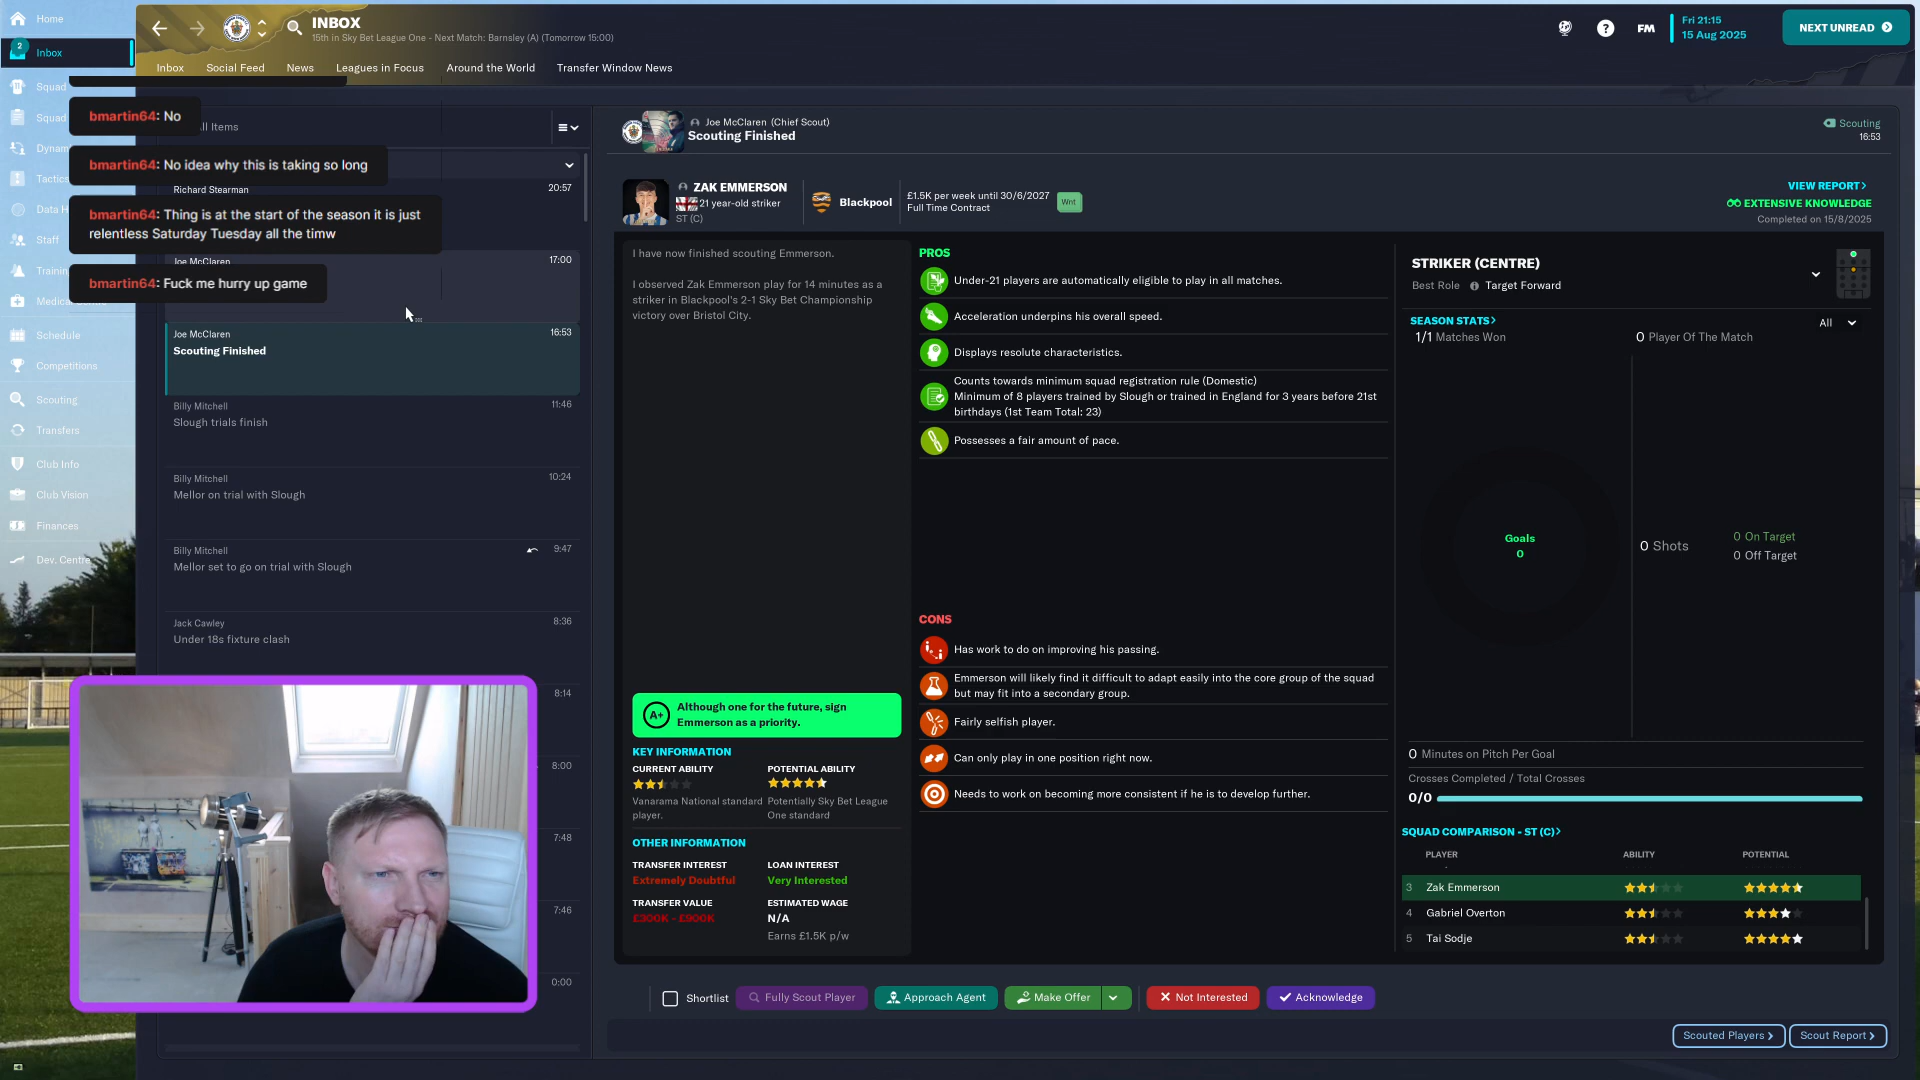 Home
INBOX
15th in Sky Bet League One - Next Match: Barnsley (A) (Tomorrow 15:00)
FM
Fri 21:15
15 Aug 2025
NEXT UNREAD
2
Inbox
Inbox
Social Feed
News
Leagues in Focus
Around the World
Transfer Window News
Squad
Squad
Dynam
Tactics
Data H
Staff
Trainin
Medic
Schedule
Competitions
Scouting
Transfers
Club Info
Club Vision
Finances
Dev. Centre
bmartin64: No
bmartin64: No idea why this is taking so long
bmartin64: Thing is at the start of the season it is just
relentless Saturday Tuesday all the timw
bmartin64: Fuck me hurry up game
ll Items
Richard Stearman
20:57
Joe McClaren
17:00
Joe McClaren
16:53
Scouting Finished
Billy Mitchell
11:46
Slough trials finish
Billy Mitchell
10:24
Mellor on trial with Slough
Billy Mitchell
9:47
Mellor set to go on trial with Slough
Jack Cawley
8:36
Under 18s fixture clash
8:14
8:00
7:48
7:46
0:00
Joe McClaren (Chief Scout)
Scouting Finished
Scouting
16:53
ZAK EMMERSON
21 year-old striker
ST (C)
Blackpool
£1.5K per week until 30/6/2027
Full Time Contract
Wnt
VIEW REPORT>
EXTENSIVE KNOWLEDGE
Completed on 15/8/2025
I have now finished scouting Emmerson.
I observed Zak Emmerson play for 14 minutes as a
striker in Blackpool's 2-1 Sky Bet Championship
victory over Bristol City.
A+
Although one for the future, sign
Emmerson as a priority.
KEY INFORMATION
CURRENT ABILITY
POTENTIAL ABILITY
Vanarama National standard
player.
Potentially Sky Bet League
One standard
OTHER INFORMATION
TRANSFER INTEREST
LOAN INTEREST
Extremely Doubtful
Very Interested
TRANSFER VALUE
ESTIMATED WAGE
£300K - £900K
N/A
Earns £1.5K p/w
PROS
Under-21 players are automatically eligible to play in all matches.
Acceleration underpins his overall speed.
Displays resolute characteristics.
Counts towards minimum squad registration rule (Domestic)
Minimum of 8 players trained by Slough or trained in England for 3 years before 21st
birthdays (1st Team Total: 23)
Possesses a fair amount of pace.
CONS
Has work to do on improving his passing.
Emmerson will likely find it difficult to adapt easily into the core group of the squad
but may fit into a secondary group.
Fairly selfish player.
Can only play in one position right now.
Needs to work on becoming more consistent if he is to develop further.
STRIKER (CENTRE)
Best Role
Target Forward
SEASON STATS>
All
1/1 Matches Won
0 Player Of The Match
Goals
0
0 Shots
0 On Target
0 Off Target
0 Minutes on Pitch Per Goal
Crosses Completed / Total Crosses
0/0
SQUAD COMPARISON - ST (C)>
PLAYER
ABILITY
POTENTIAL
3 Zak Emmerson
4 Gabriel Overton
5 Tai Sodje
Shortlist
Fully Scout Player
Approach Agent
Make Offer
Not Interested
Acknowledge
Scouted Players >
Scout Report >